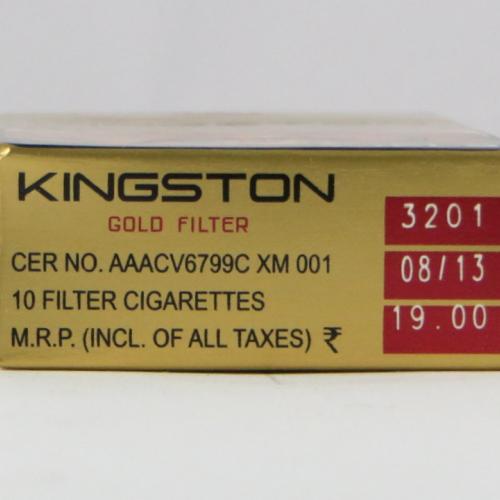 KINGSTON
GOLD FILTER
3201
CER NO. AAACV6799C XM 001
08/13
10 FILTER CIGARETTES
19.00
M.R.P. (INCL. OF ALL TAXES) ₹